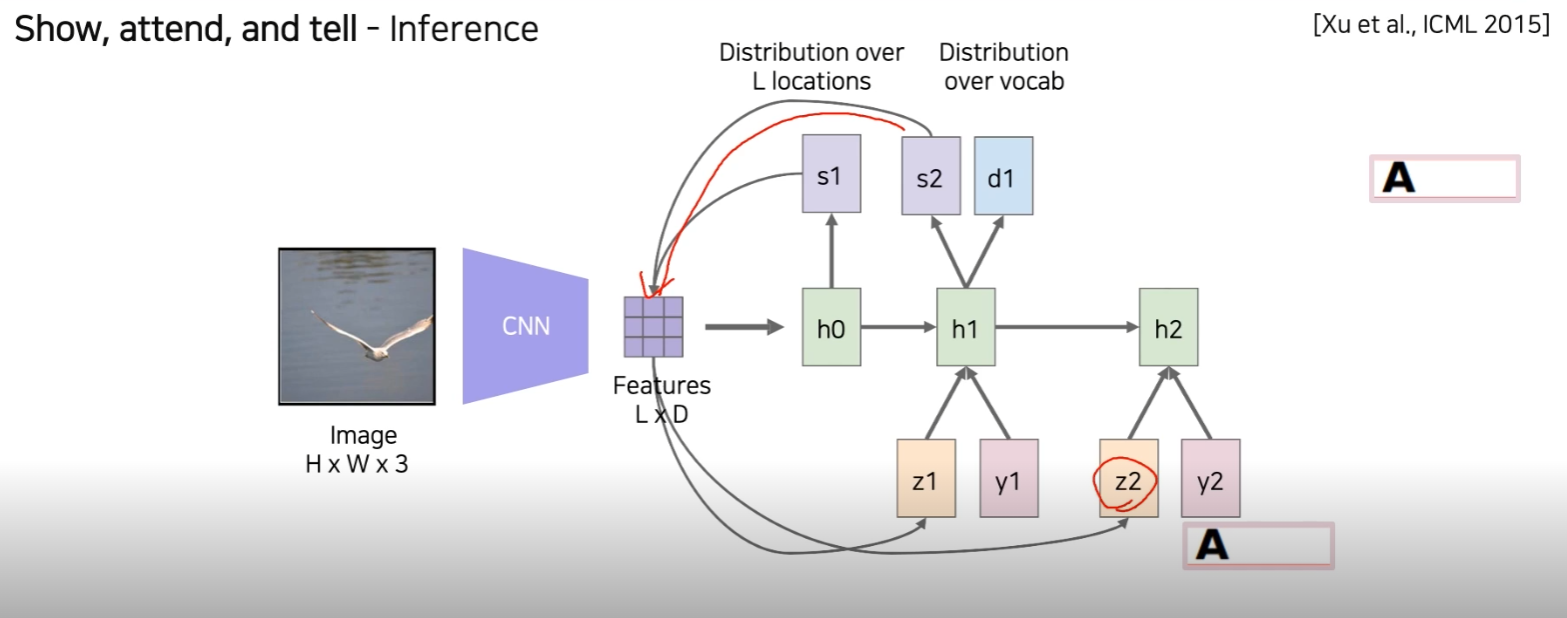 Show, attend, and tell - Inference
[Xu et al., ICML 2015]
Distribution over
L locations
Distribution
over vocab
s1
s2
d1
A
CNN
h0
h1
h2
Features
L x D
Image
H x W x 3
z1
y1
z2
y2
A